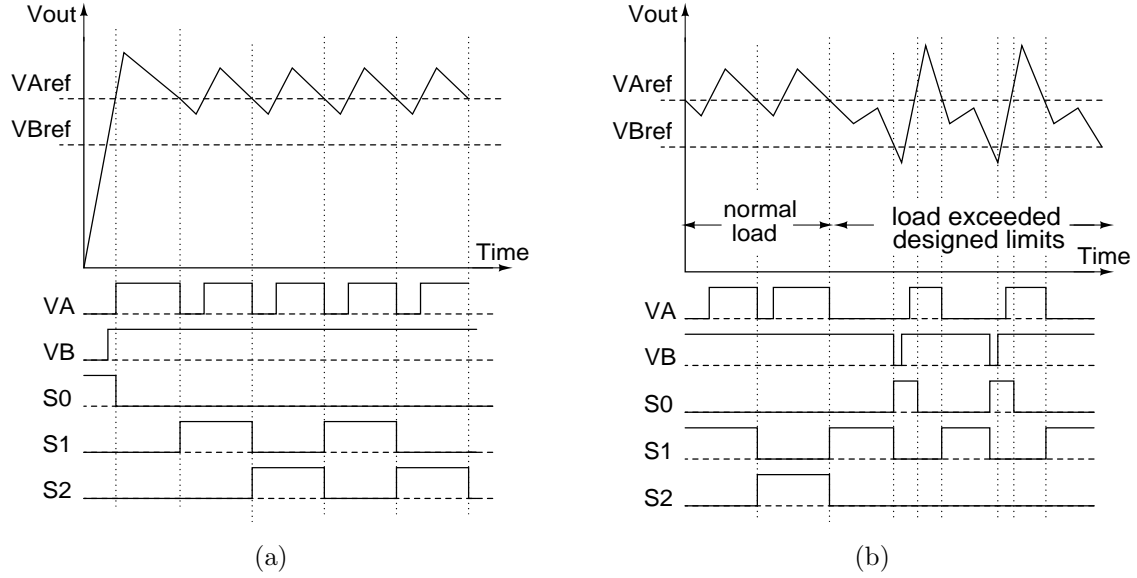 Vout
VAref
VBref
Time
VA
VB
S0
S1
S2
(a)
Vout
VAref
VBref
normal
load
load exceeded
designed limits
Time
VA
VB
S0
S1
S2
(b)